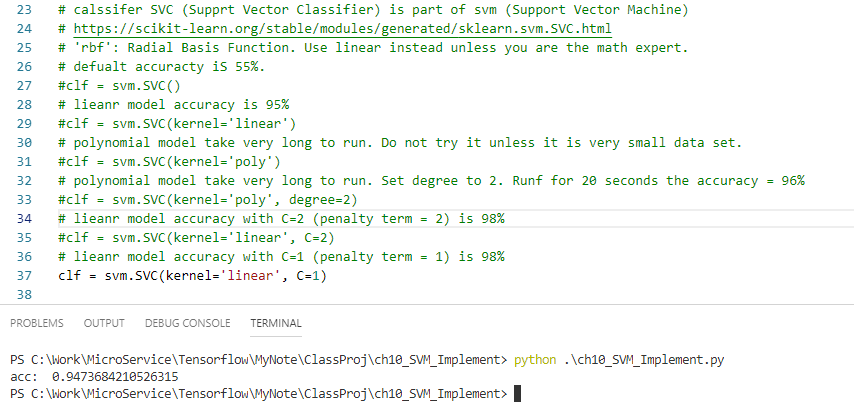 23 # calssifer SVC (Supprt Vector Classifier) is part of svm (Support Vector Machine)
24 # https://scikit-learn.org/stable/modules/generated/sklearn.svm.SVC.html
25 # 'rbf': Radial Basis Function. Use linear instead unless you are the math expert.
26 # defualt accuracty iS 55%.
27 #clf = svm.SVC()
28 # lieanr model accuracy is 95%
29 #clf = svm.SVC(kernel='linear')
30 # polynomial model take very long to run. Do not try it unless it is very small data set.
31 #clf = svm.SVC(kernel='poly')
32 # polynomial model take very long to run. Set degree to 2. Runf for 20 seconds the accuracy = 96%
33 #clf = svm.SVC(kernel='poly', degree=2)
34 # lieanr model accuracy with C=2 (penalty term = 2) is 98%
35 #clf = svm.SVC(kernel='linear', C=2)
36 # lieanr model accuracy with C=1 (penalty term = 1) is 98%
37 clf = svm.SVC(kernel='linear', C=1)
38
PROBLEMS OUTPUT DEBUG CONSOLE TERMINAL
PS C:\Work\MicroService\Tensorflow\MyNote\ClassProj\ch10_SVM_Implement> python .\ch10_SVM_Implement.py
acc:  0.9473684210526315
PS C:\Work\MicroService\Tensorflow\MyNote\ClassProj\ch10_SVM_Implement>